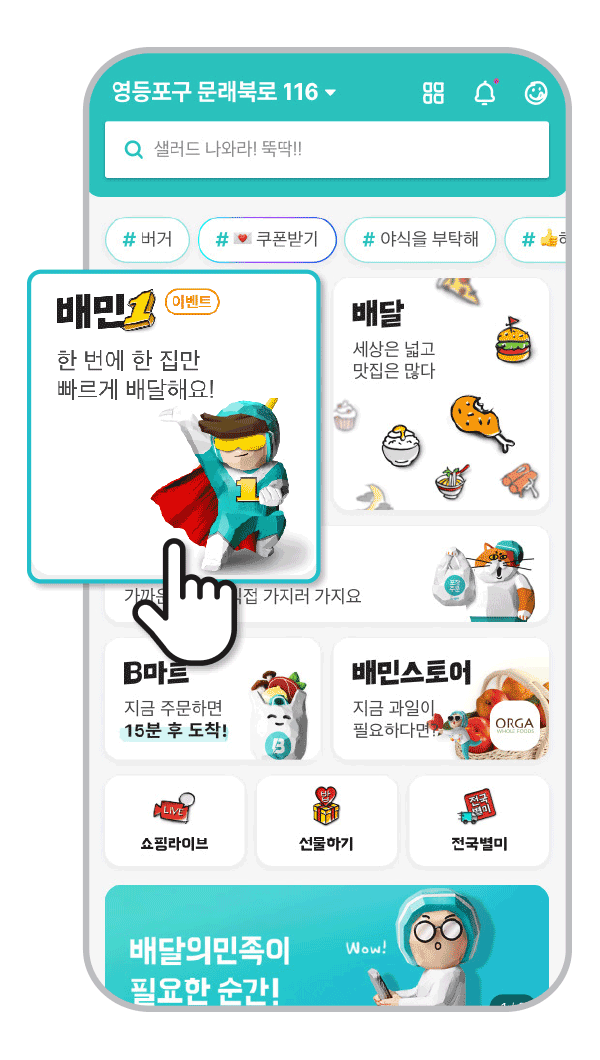 영등포구 문래북로 116
샐러드 나와라! 뚝딱!!
# 버거
# 쿠폰받기
# 야식을 부탁해
#
배민1 이벤트
한 번에 한 집만
빠르게 배달해요!
1
배달
세상은 넓고
맛집은 많다
가까운
접 가지러 가지요
포장
주문
B마트
지금 주문하면
15분 후 도착!
B
배민스토어
지금 과일이
필요하다면?
ORGA
WHOLE FOODS
LIVE
쇼핑라이브
밥
선물하기
전국
별미
전국별미
배달의민족이
필요한 순간!
Wow!